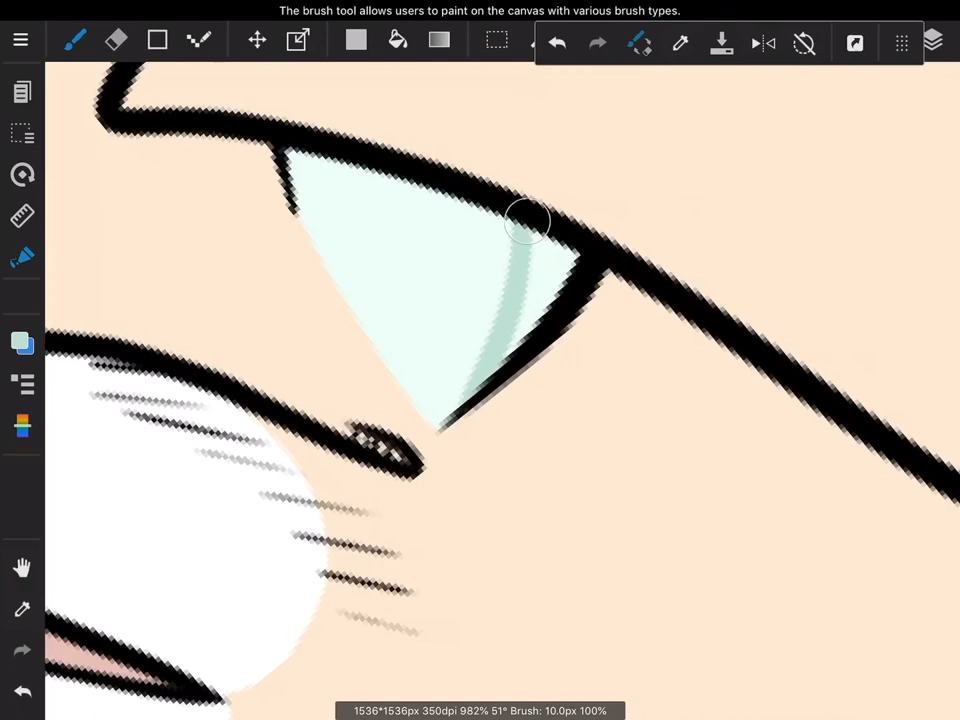 The brush tool allows users to paint on the canvas with various brush types.
1536*1536px 350dpi 982% 51° Brush: 10.0px 100%